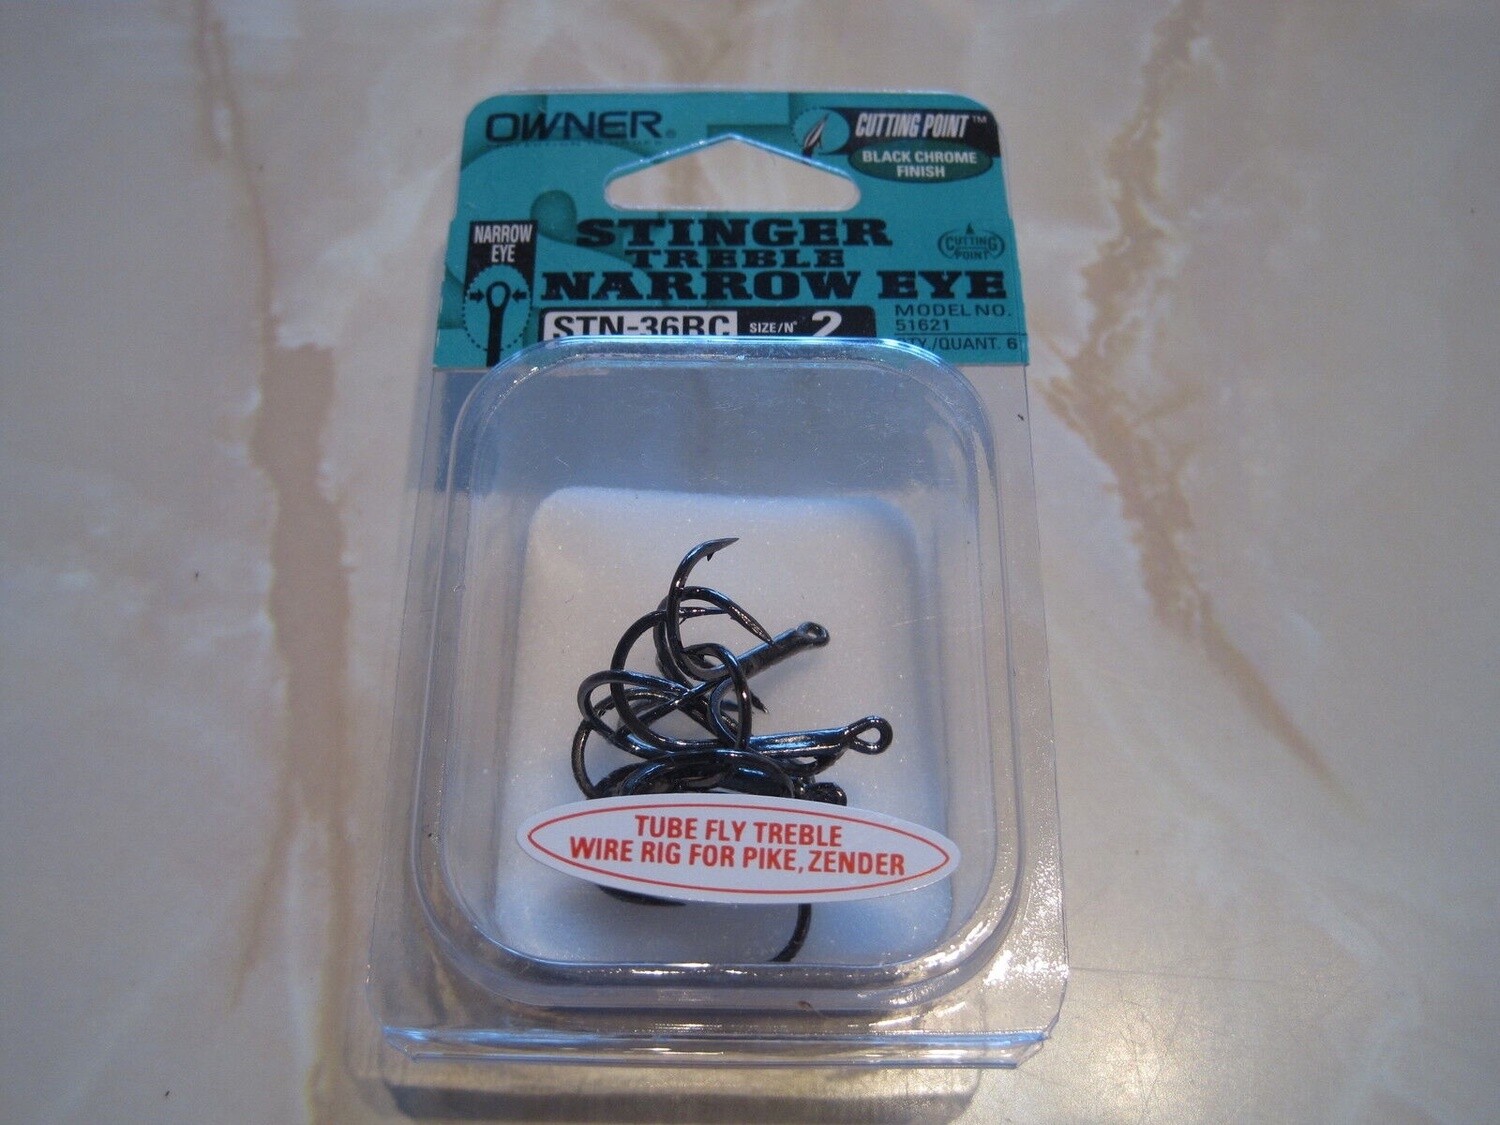 OWNER®
CUTTING POINT™
BLACK CHROME
FINISH
NARROW
EYE
STINGER
TREBLE
NARROW EYE
CUTTING
POINT
STN-36BC SIZE/N° 2
MODEL NO.
51621
QTY./QUANT. 6
TUBE FLY TREBLE
WIRE RIG FOR PIKE, ZENDER